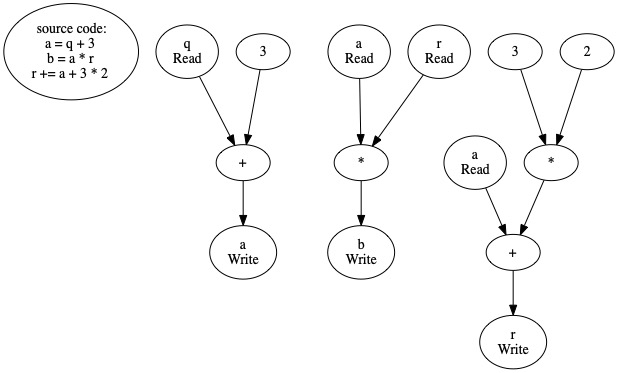 source code:
a = q + 3
b = a * r
r += a + 3 * 2
q
Read
3
a
Read
r
Read
3
2
+
*
a
Read
*
a
Write
b
Write
+
r
Write